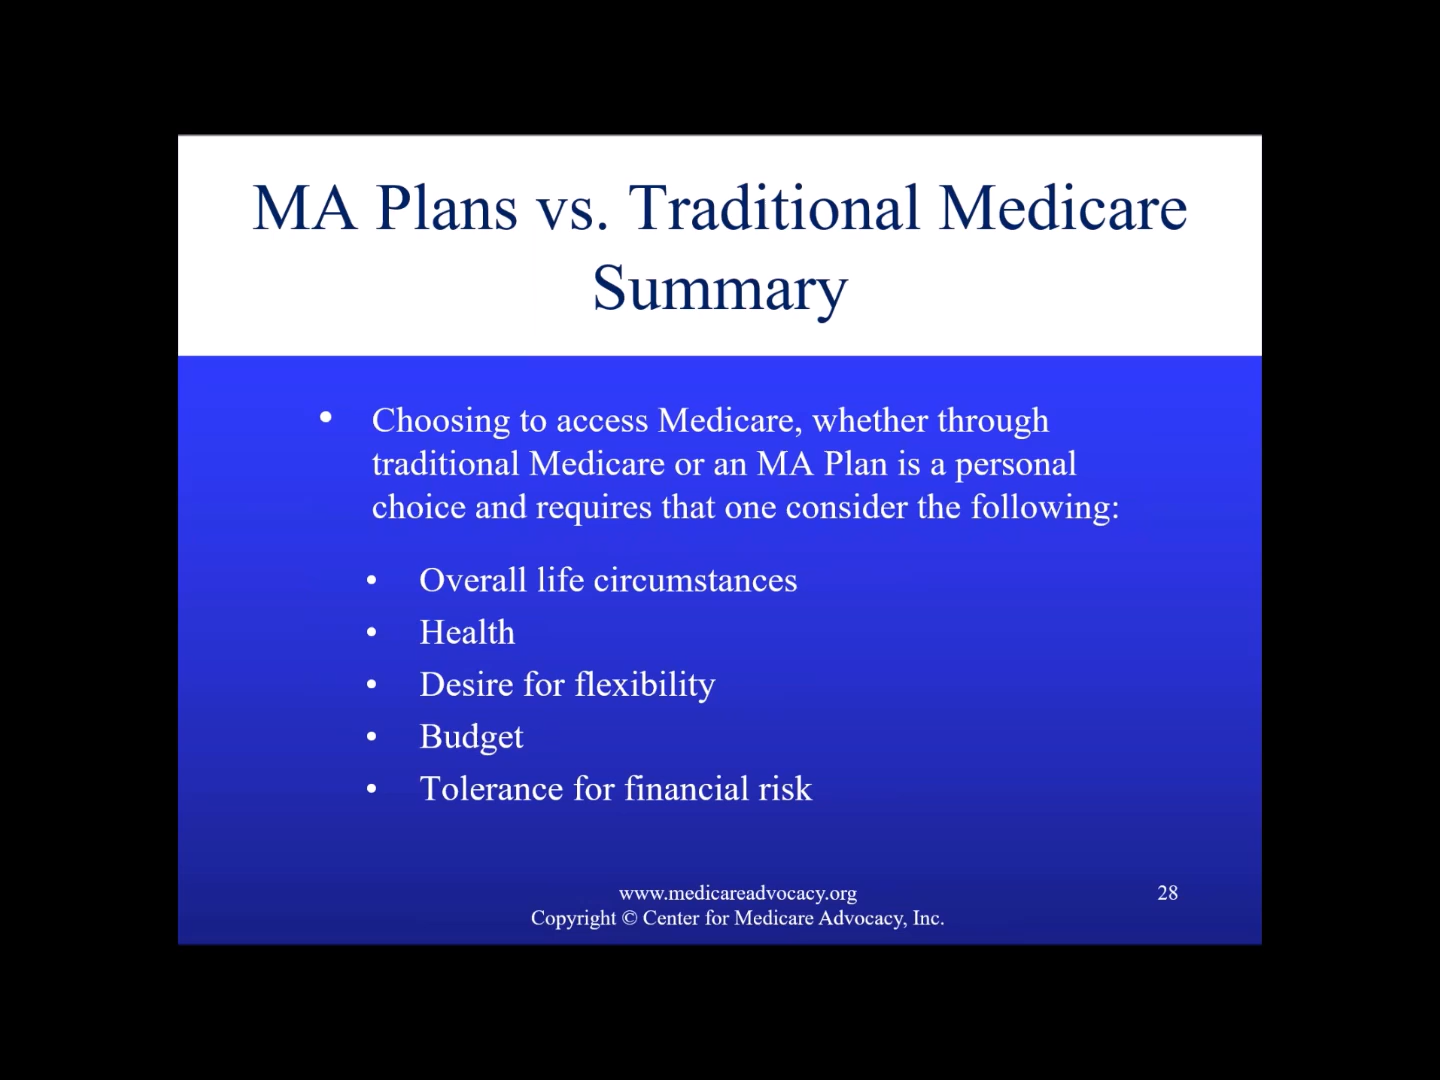 MA Plans vs. Traditional Medicare
Summary
• Choosing to access Medicare, whether through
traditional Medicare or an MA Plan is a personal
choice and requires that one consider the following:
• Overall life circumstances
• Health
• Desire for flexibility
• Budget
• Tolerance for financial risk
www.medicareadvocacy.org
28
Copyright © Center for Medicare Advocacy, Inc.